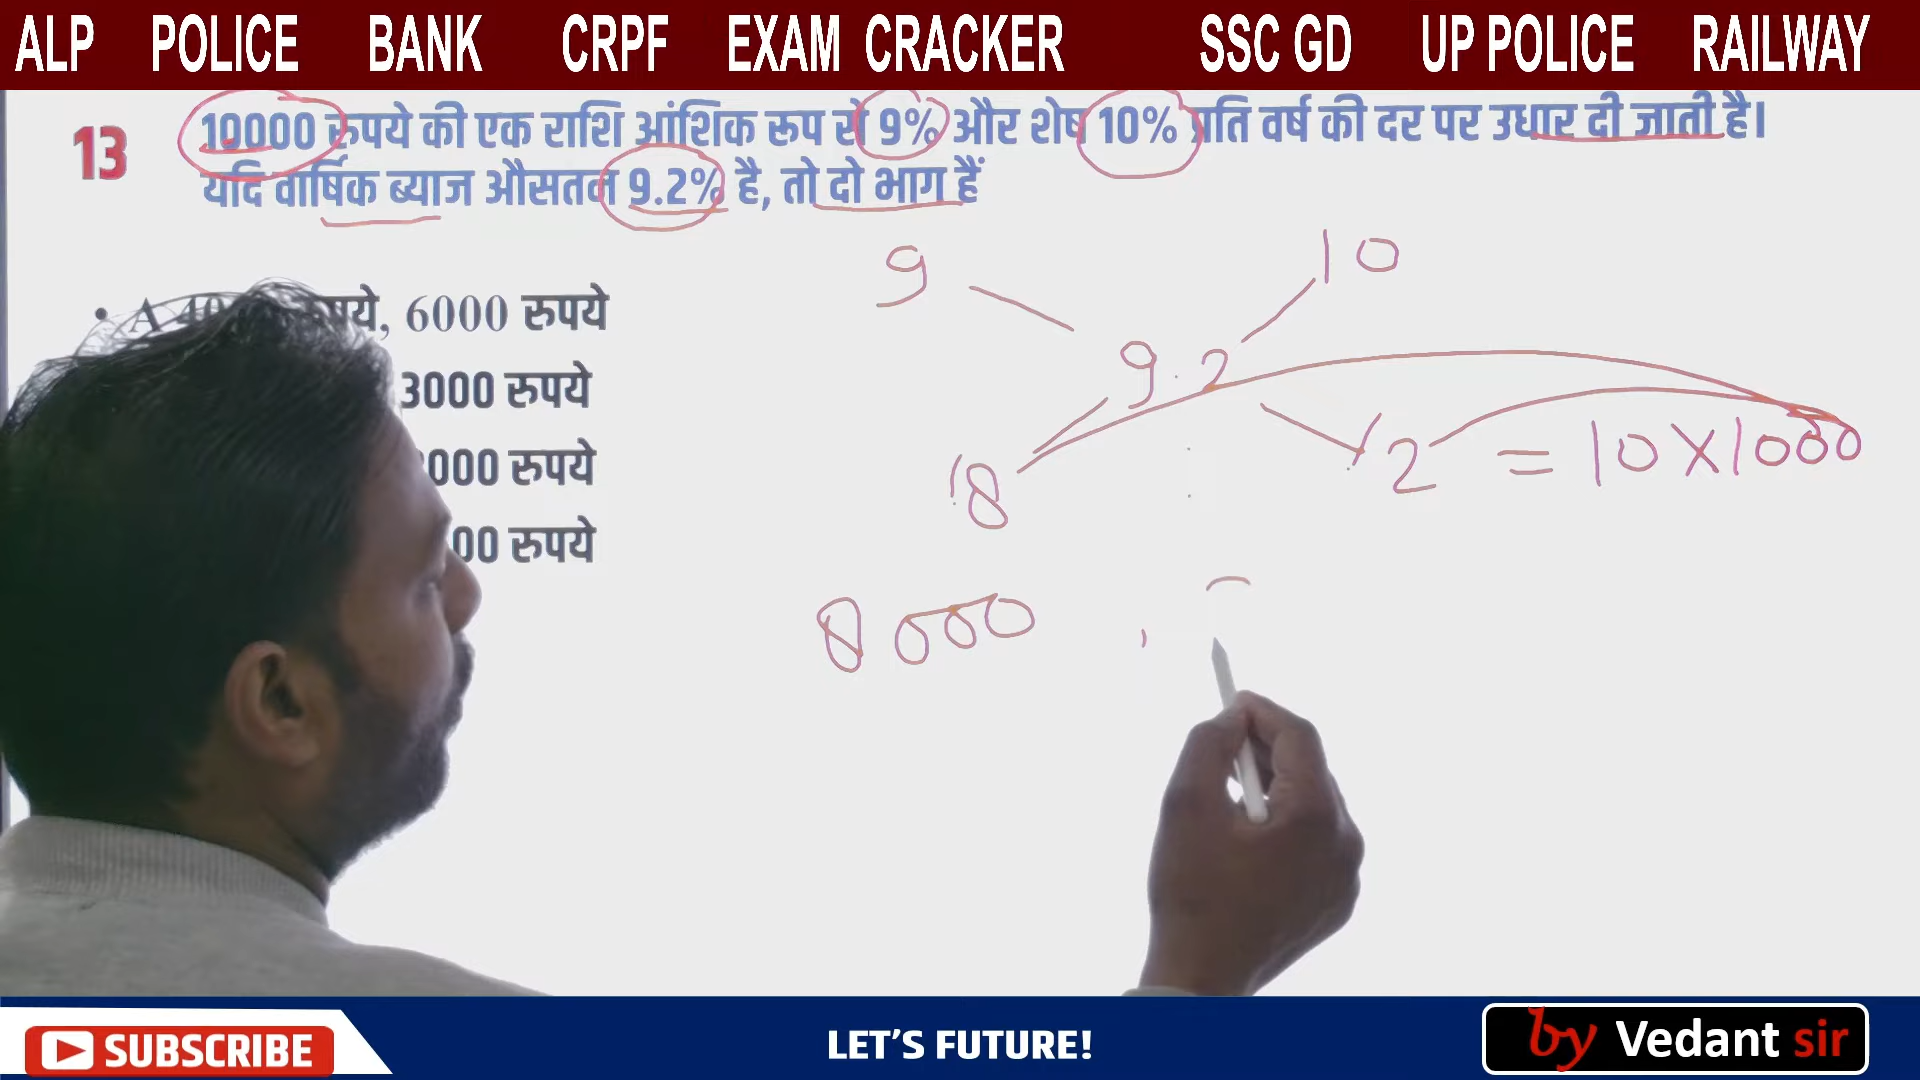 ALP POLICE BANK CRPF EXAM CRACKER SSC GD UP POLICE RAILWAY
13 10000 रुपये की एक राशि आंशिक रूप से 9% और शेष 10% प्रति वर्ष की दर पर उधार दी जाती है।
यदि वार्षिक ब्याज औसतन 9.2% है, तो दो भाग हैं
9 10
• A रुपये, 6000 रुपये
9.2
3000 रुपये
.8 .2 = 10 X 1000
000 रुपये
00 रुपये
8000
SUBSCRIBE LET'S FUTURE! by Vedant sir